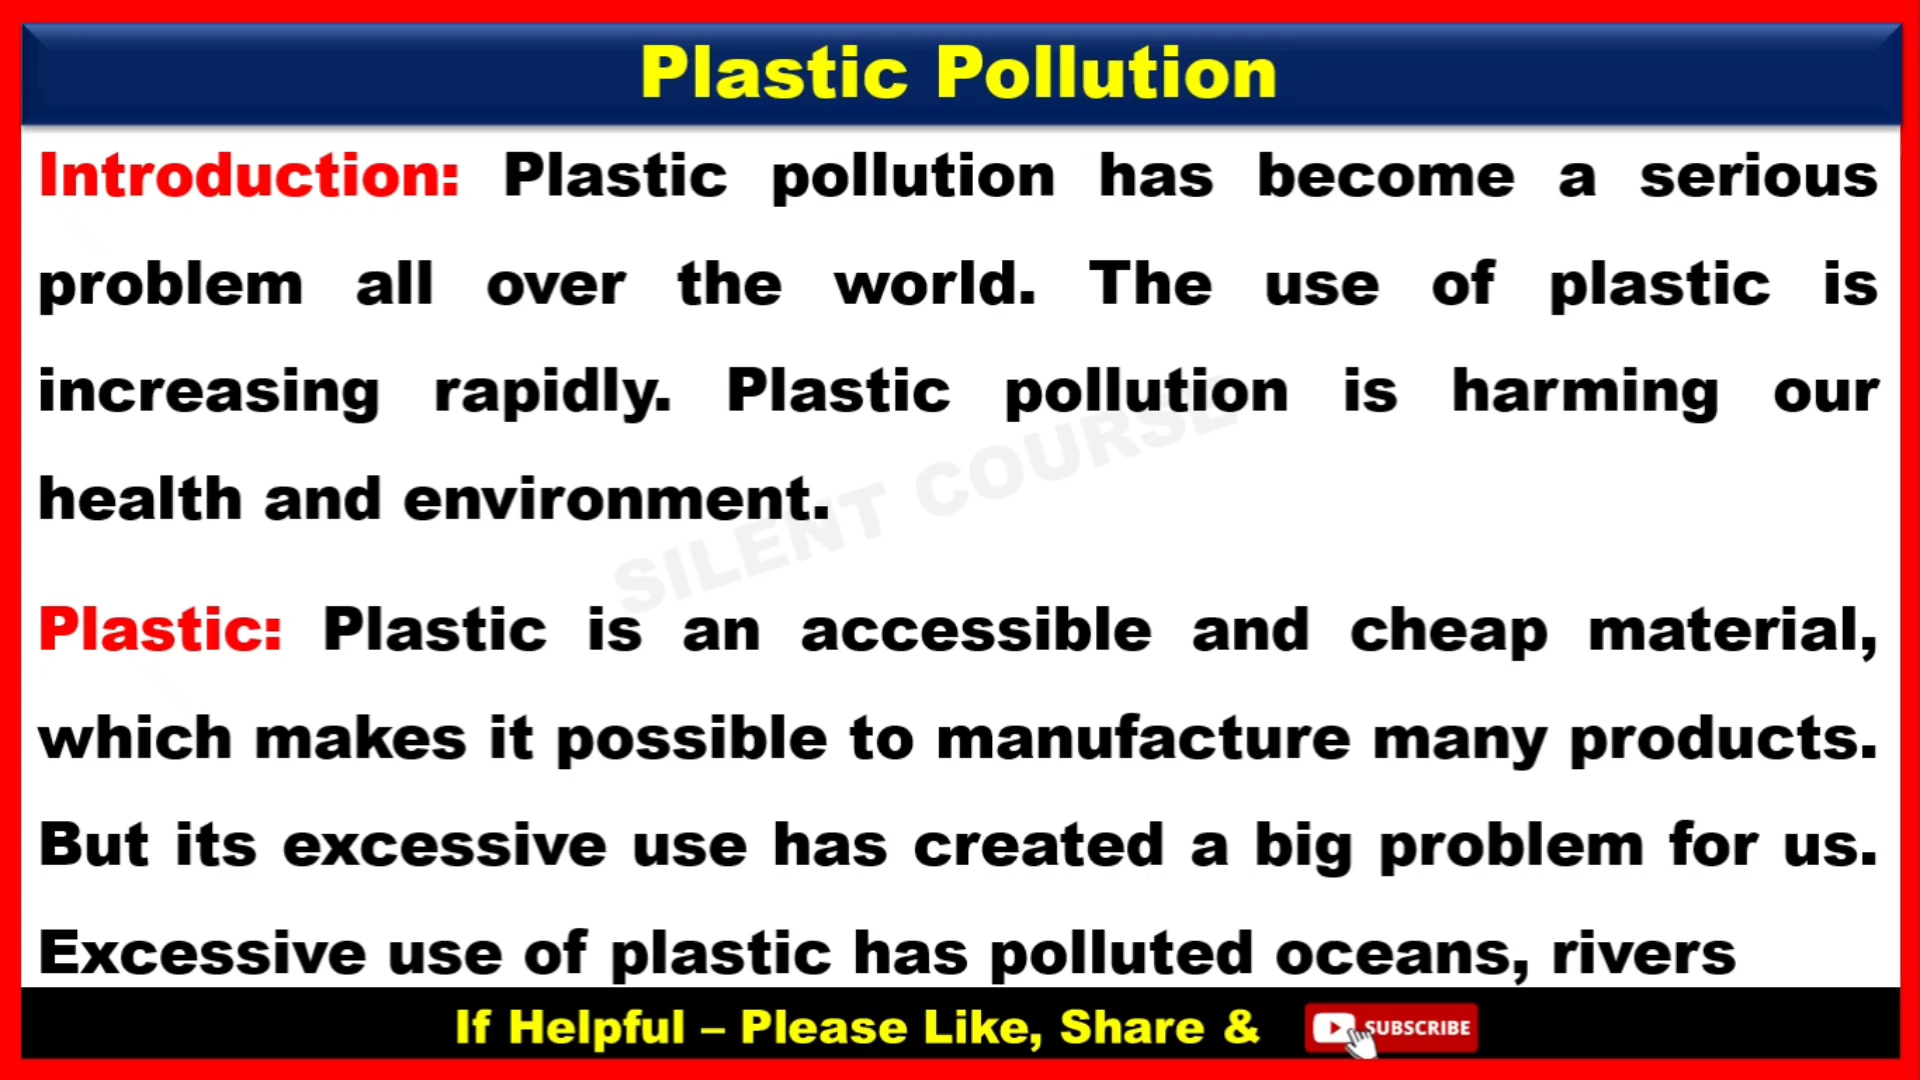 Plastic Pollution
Introduction: Plastic pollution has become a serious
problem all over the world. The use of plastic is
increasing rapidly. Plastic pollution is harming our
health and environment.
SILENT COURSE
Plastic: Plastic is an accessible and cheap material,
which makes it possible to manufacture many products.
But its excessive use has created a big problem for us.
Excessive use of plastic has polluted oceans, rivers
If Helpful – Please Like, Share & SUBSCRIBE